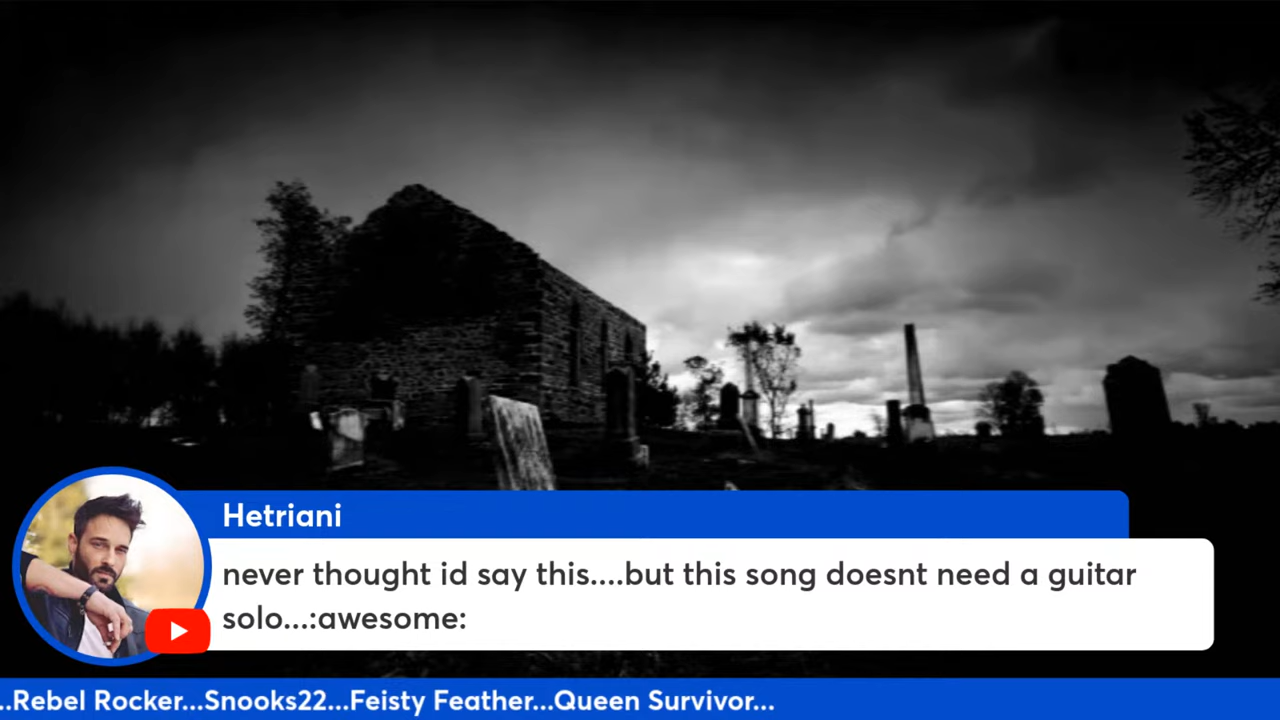 Hetriani
never thought id say this....but this song doesnt need a guitar
solo...:awesome:
..Rebel Rocker...Snooks22...Feisty Feather...Queen Survivor...